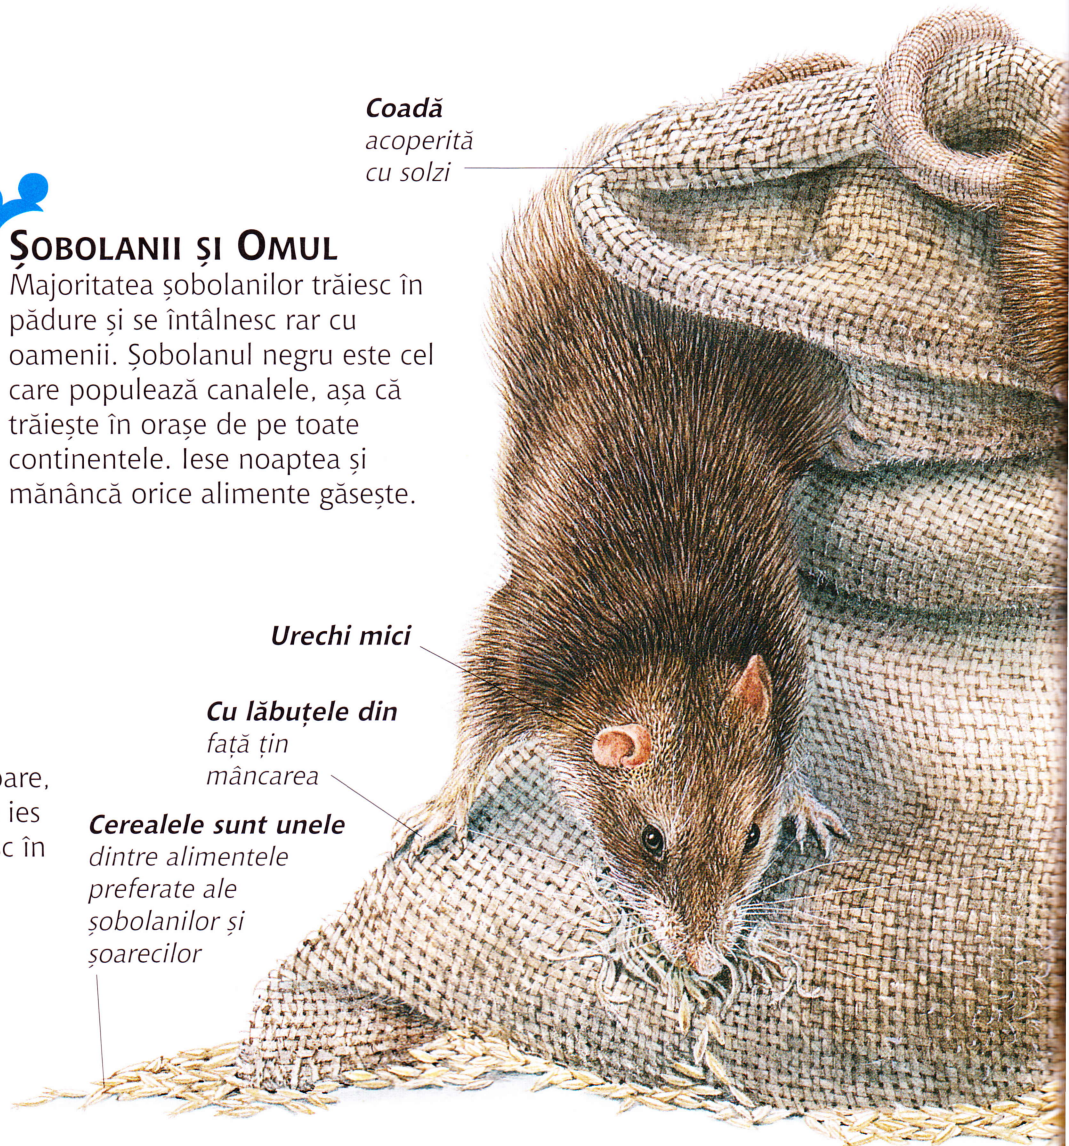 Coadă
acoperită
cu solzi
Șobolanii și Omul
Majoritatea șobolanilor trăiesc în
pădure și se întâlnesc rar cu
oamenii. Șobolanul negru este cel
care populează canalele, așa că
trăiește în orașe de pe toate
continentele. Iese noaptea și
mănâncă orice alimente găsește.
Urechi mici
Cu lăbuțele din
față țin
mâncarea
ies
în
Cerealele sunt unele
dintre alimentele
preferate ale
șobolanilor și
șoarecilor